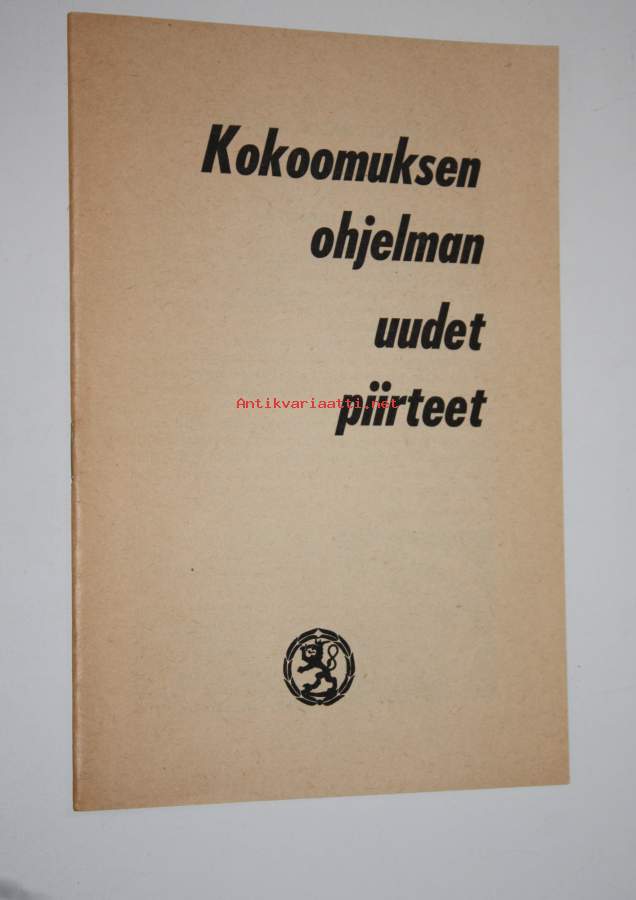 Kokoomuksen
ohjelman
uudet
Antikvariaatti.net
piirteet